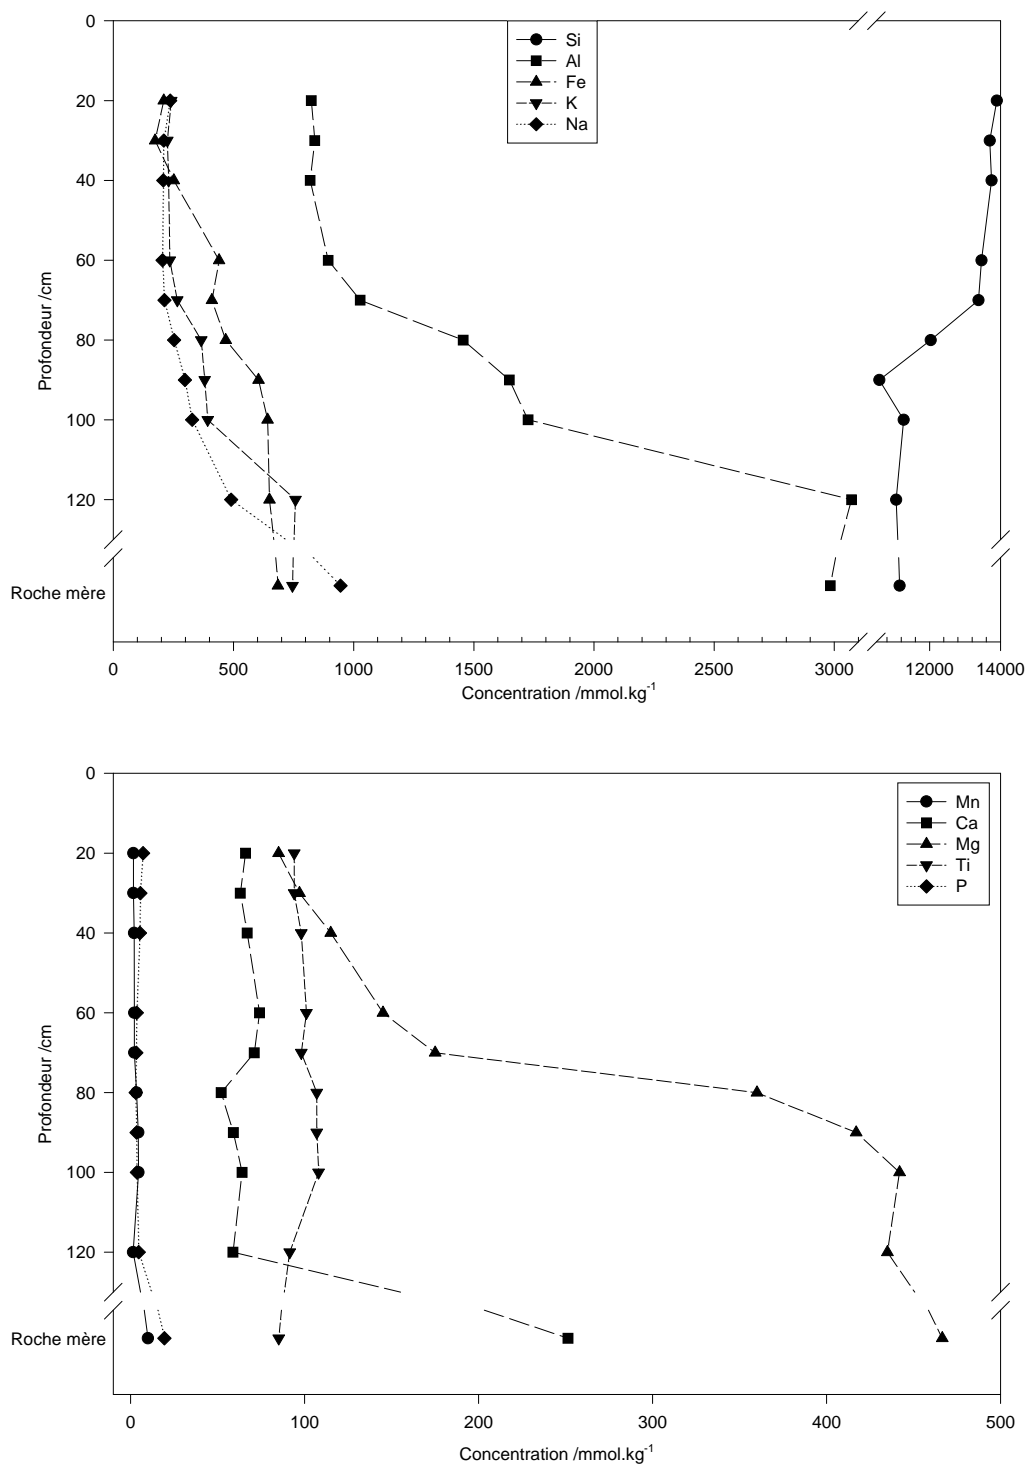 0
Si
Al
Fe
K
Na
20
40
60
80
100
120
Profondeur /cm
Roche mère
0 500 1000 1500 2000 2500 3000 12000 14000
Concentration /mmol.kg-1
0
Mn
Ca
Mg
Ti
P
20
40
60
80
100
120
Profondeur /cm
Roche mère
0 100 200 300 400 500
Concentration /mmol.kg-1